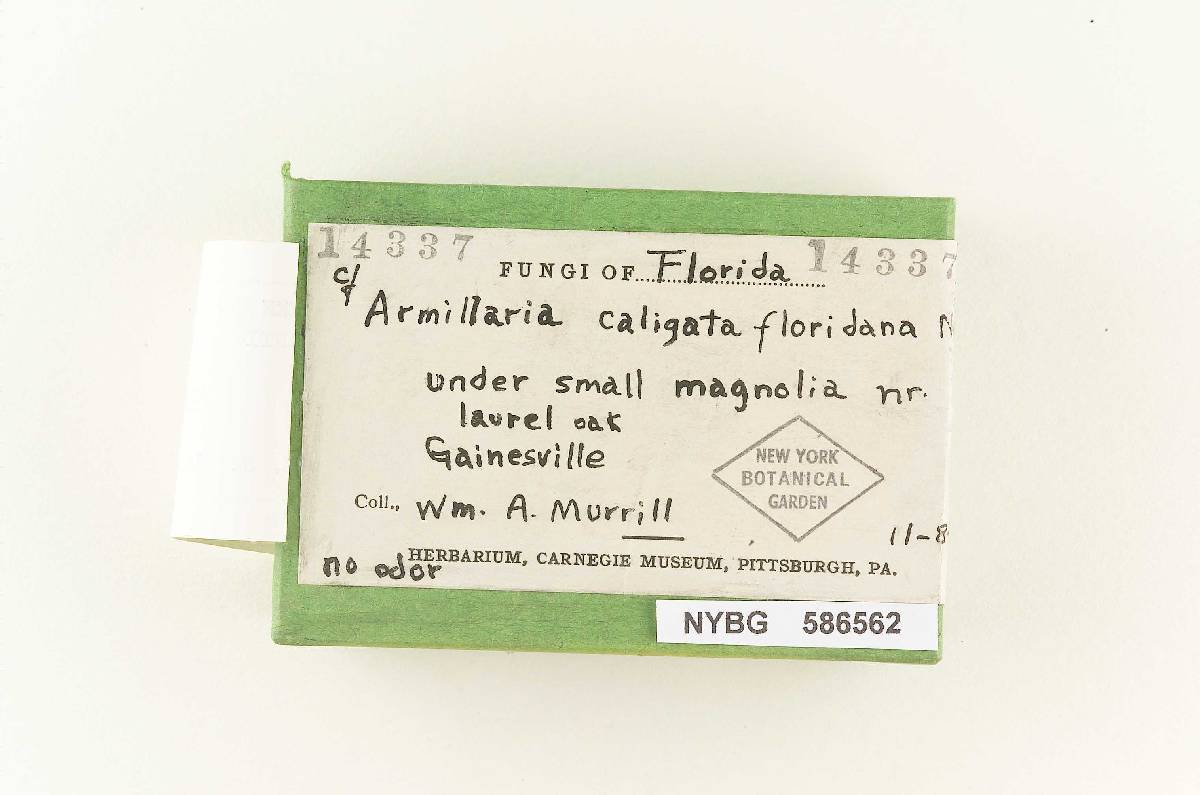 14337 14337
FUNGI OF Florida
c/
Armillaria caligata floridana
under small magnolia nr.
laurel oak
Gainesville
NEW YORK
BOTANICAL
GARDEN
Coll., Wm. A. Murrill
11-8
HERBARIUM, CARNEGIE MUSEUM, PITTSBURGH, PA.
no odor
NYBG 586562